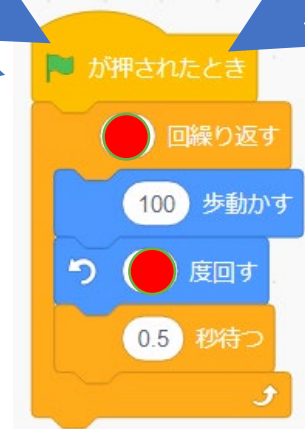 が押されたとき
回繰り返す
100 歩動かす
度回す
0.5 秒待つ